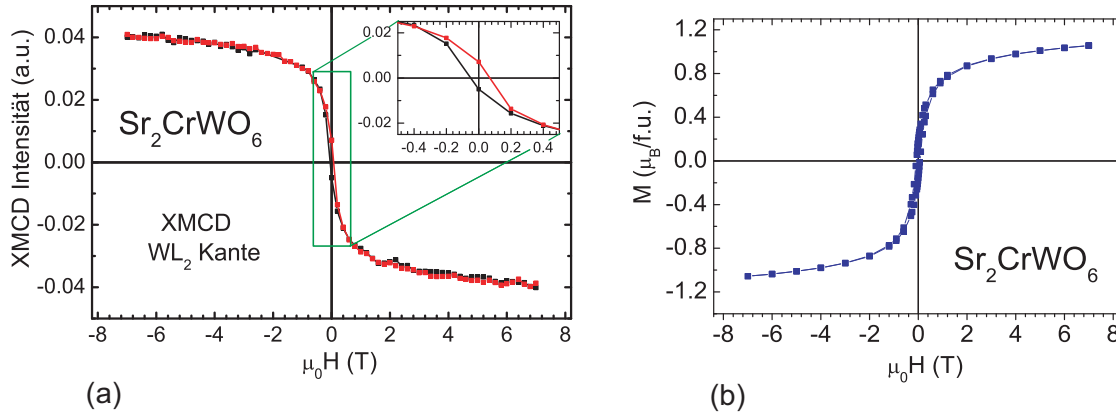 XMCD Intensität (a.u.)
0.04
0.02
0.00
-0.02
-0.04
Sr₂CrWO₆
XMCD
WL₂ Kante
0.02
0.00
-0.02
-0.4 -0.2 0.0 0.2 0.4
-8 -6 -4 -2 0 2 4 6 8
μ₀H (T)
(a)
M (μ_B/f.u.)
1.2
0.8
0.4
0.0
-0.4
-0.8
-1.2
Sr₂CrWO₆
-8 -6 -4 -2 0 2 4 6 8
μ₀H (T)
(b)